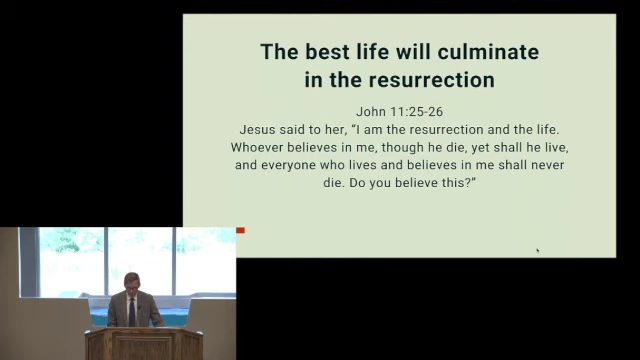 The best life will culminate
in the resurrection
John 11:25-26
Jesus said to her, “I am the resurrection and the life.
Whoever believes in me, though he die, yet shall he live,
and everyone who lives and believes in me shall never
die. Do you believe this?”